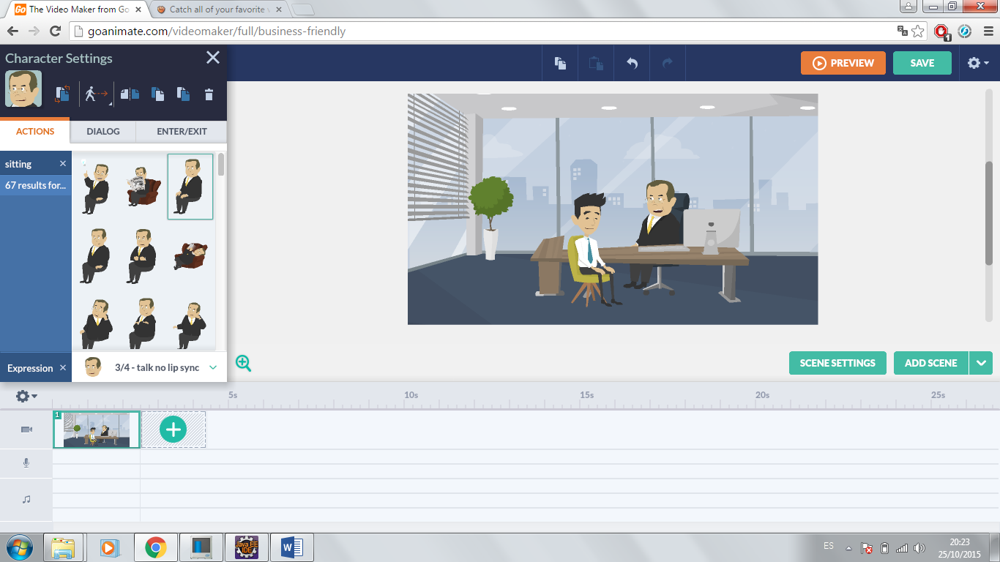 Go The Video Maker from Go
Catch all of your favorite
goanimate.com/videomaker/full/business-friendly
1
Character Settings
PREVIEW
SAVE
ACTIONS
DIALOG
ENTER/EXIT
sitting
67 results for...
Expression
3/4 - talk no lip sync
SCENE SETTINGS
ADD SCENE
5s
10s
15s
20s
25s
1
Java EE
IDE
W
ES
20:23
25/10/2015